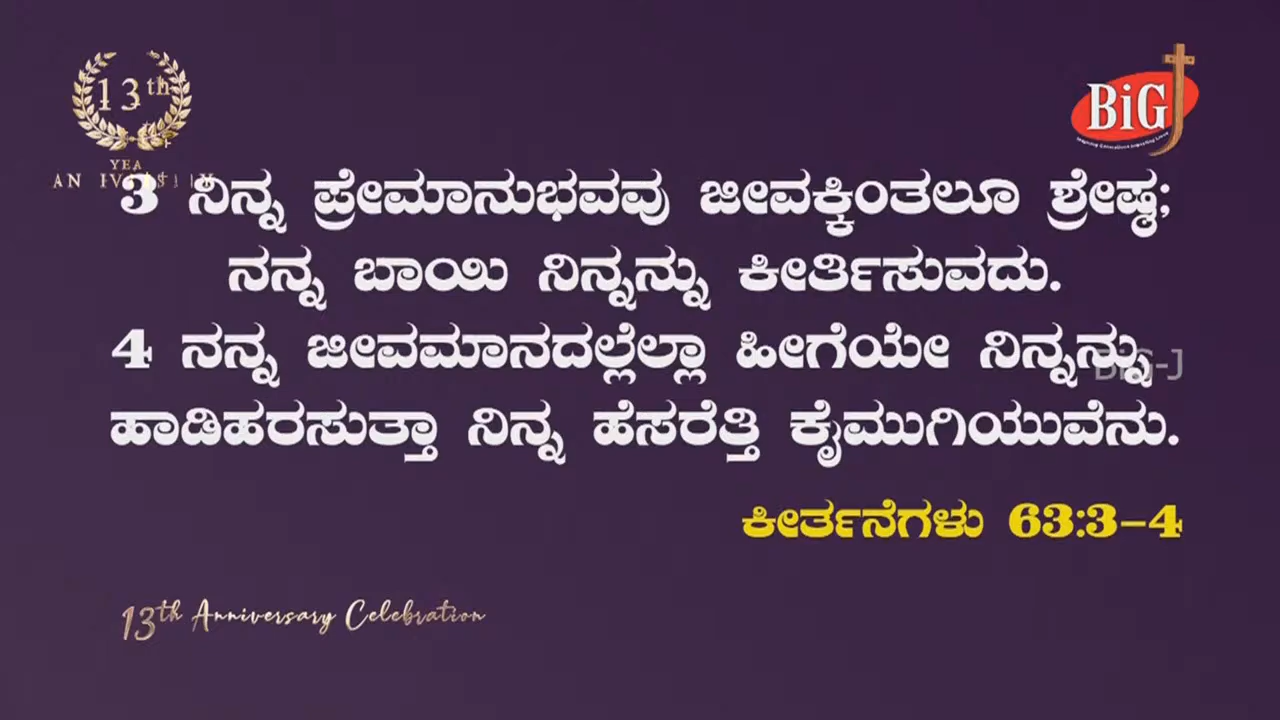 13th
YEA
BiG
3 ನಿನ್ನ ಪ್ರೇಮಾನುಭವವು ಜೀವಕ್ಕಿಂತಲೂ ಶ್ರೇಷ್ಠ;
ನನ್ನ ಬಾಯಿ ನಿನ್ನನ್ನು ಕೀರ್ತಿಸುವದು.
4 ನನ್ನ ಜೀವಮಾನದಲ್ಲೆಲ್ಲಾ ಹೀಗೆಯೇ ನಿನ್ನನ್ನು
BiG-J
ಹಾಡಿಹರಸುತ್ತಾ ನಿನ್ನ ಹೆಸರೆತ್ತಿ ಕೈಮುಗಿಯುವೆನು.
ಕೀರ್ತನೆಗಳು 63:3-4
13th Anniversary Celebration